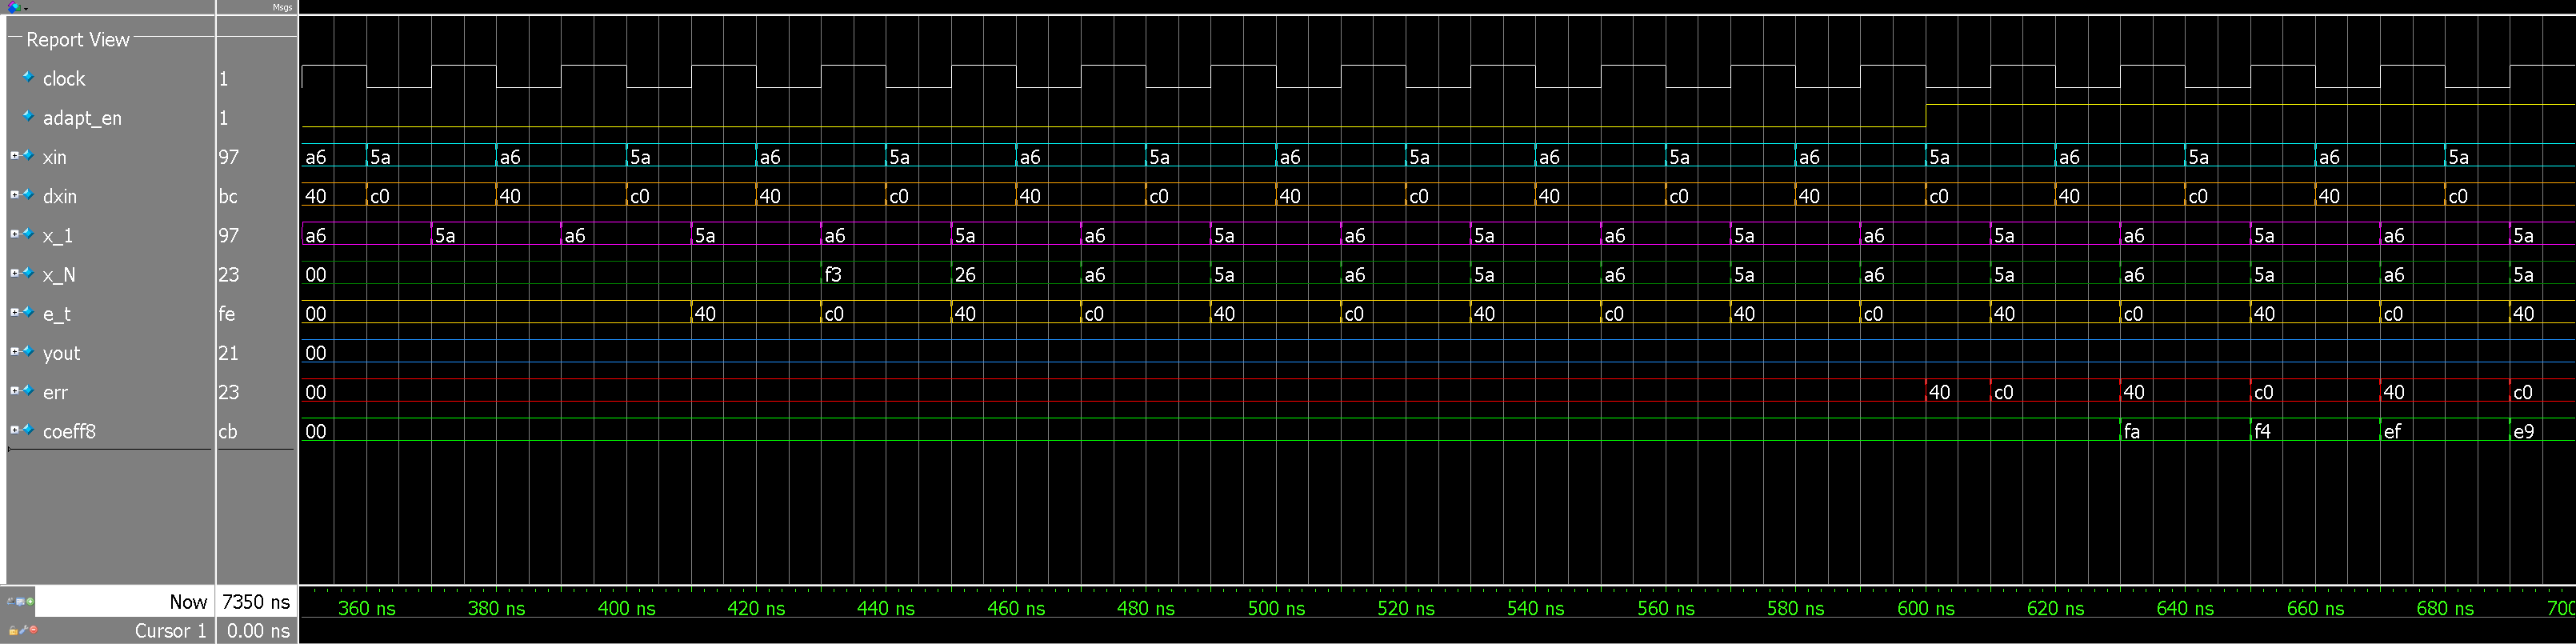 Msgs
Report View
clock 1
adapt_en 1
xin 97 a6 5a a6 5a a6 5a a6 5a a6 5a a6 5a a6 5a a6 5a a6 5a
dxin bc 40 c0 40 c0 40 c0 40 c0 40 c0 40 c0 40 c0 40 c0 40 c0
x_1 97 a6 5a a6 5a a6 5a a6 5a a6 5a a6 5a a6 5a a6 5a a6 5a
x_N 23 00 f3 26 a6 5a a6 5a a6 5a a6 5a a6 5a a6 5a
e_t fe 00 40 c0 40 c0 40 c0 40 c0 40 c0 40 c0 40 c0 40
yout 21 00
err 23 00 40 c0 40 c0 40 c0
coeff8 cb 00 fa f4 ef e9
Now 7350 ns 360 ns 380 ns 400 ns 420 ns 440 ns 460 ns 480 ns 500 ns 520 ns 540 ns 560 ns 580 ns 600 ns 620 ns 640 ns 660 ns 680 ns 700
Cursor 1 0.00 ns